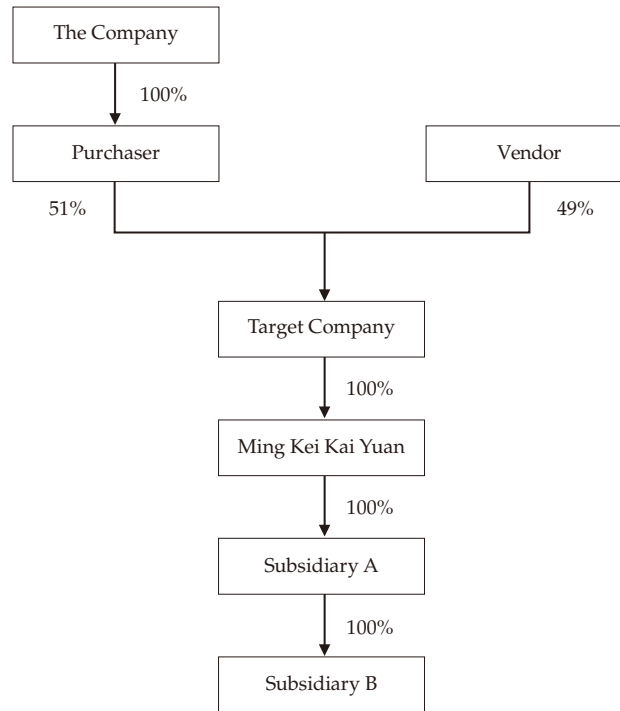 The Company
100%
Purchaser
Vendor
51%
49%
Target Company
100%
Ming Kei Kai Yuan
100%
Subsidiary A
100%
Subsidiary B